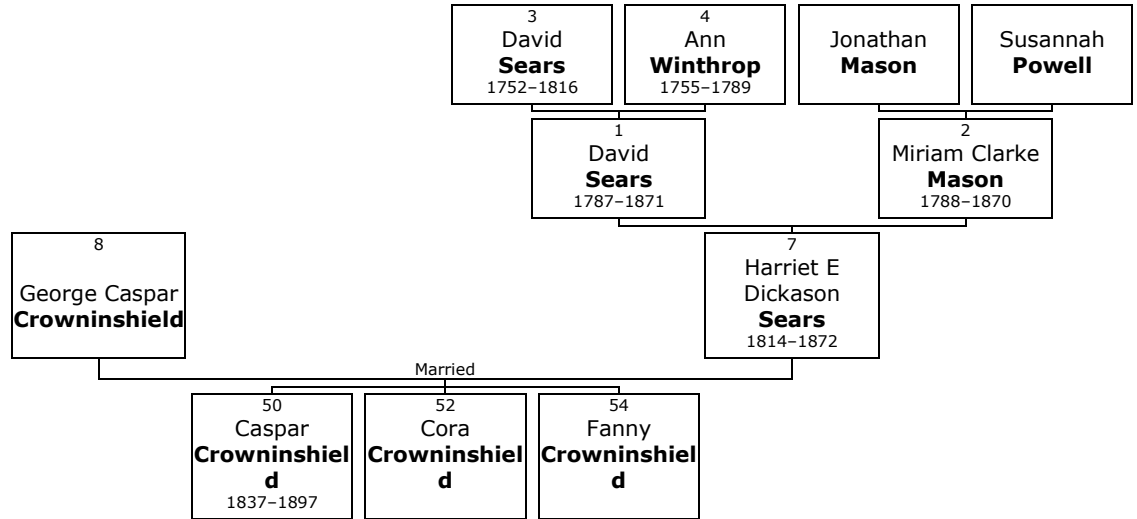 3
David
Sears
1752–1816
4
Ann
Winthrop
1755–1789
Jonathan
Mason
Susannah
Powell
1
David
Sears
1787–1871
2
Miriam Clarke
Mason
1788–1870
8
George Caspar
Crowninshield
7
Harriet E
Dickason
Sears
1814–1872
Married
50
Caspar
Crowninshiel
d
1837–1897
52
Cora
Crowninshiel
d
54
Fanny
Crowninshiel
d